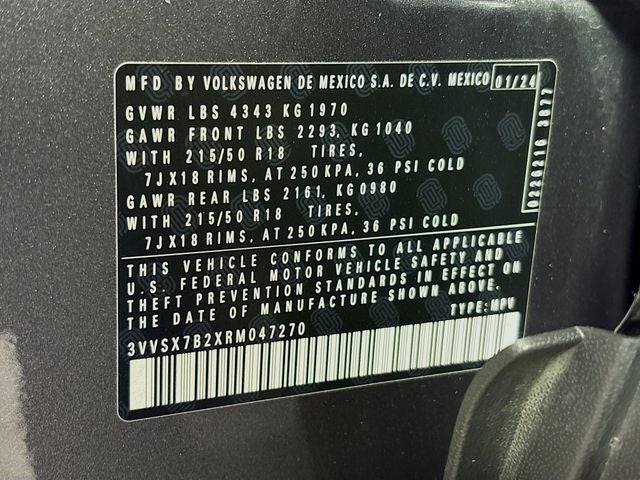 MFD BY VOLKSWAGEN DE MEXICO S.A. DE C.V. MEXICO 01/24
GVWR LBS 4343 KG 1970
GAWR FRONT LBS 2293, KG 1040
WITH 215/50 R18 TIRES,
7JX18 RIMS, AT 250 KPA, 36 PSI COLD
GAWR REAR LBS 2161, KG 0980
WITH 215/50 R18 TIRES,
7JX18 RIMS, AT 250 KPA, 36 PSI COLD
THIS VEHICLE CONFORMS TO ALL APPLICABLE
U.S. FEDERAL MOTOR VEHICLE SAFETY AND
THEFT PREVENTION STANDARDS IN EFFECT ON
THE DATE OF MANUFACTURE SHOWN ABOVE.
TYPE: MPV
3VVSX7B2XRM047270
0226216 3877